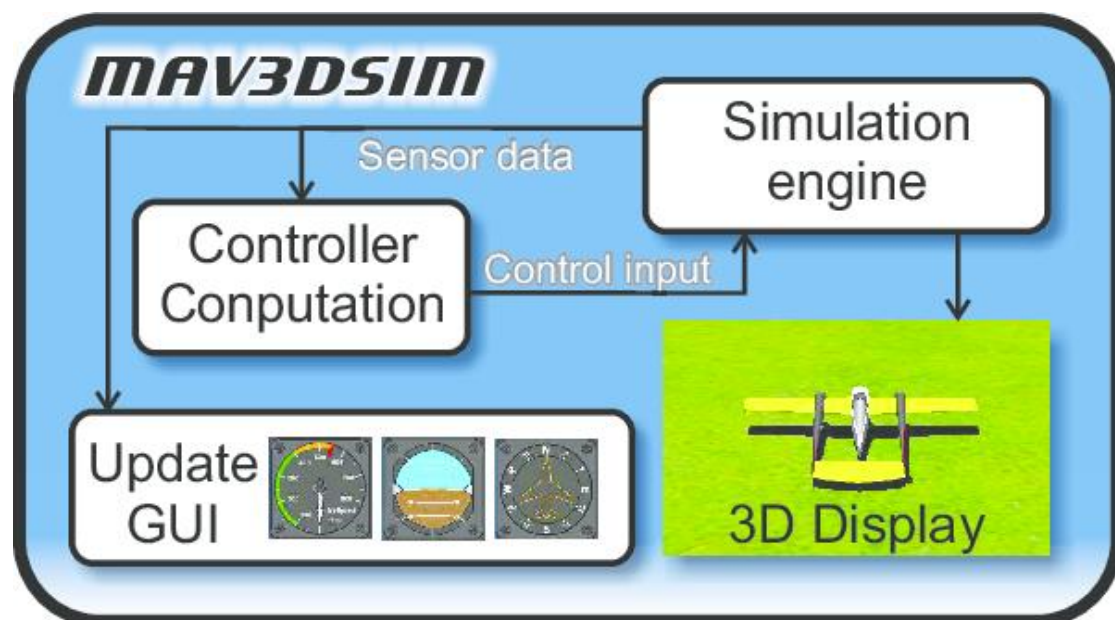 MAV3DSIM
Simulation
engine
Sensor data
Controller
Conputation
Control input
Update
GUI
3D Display